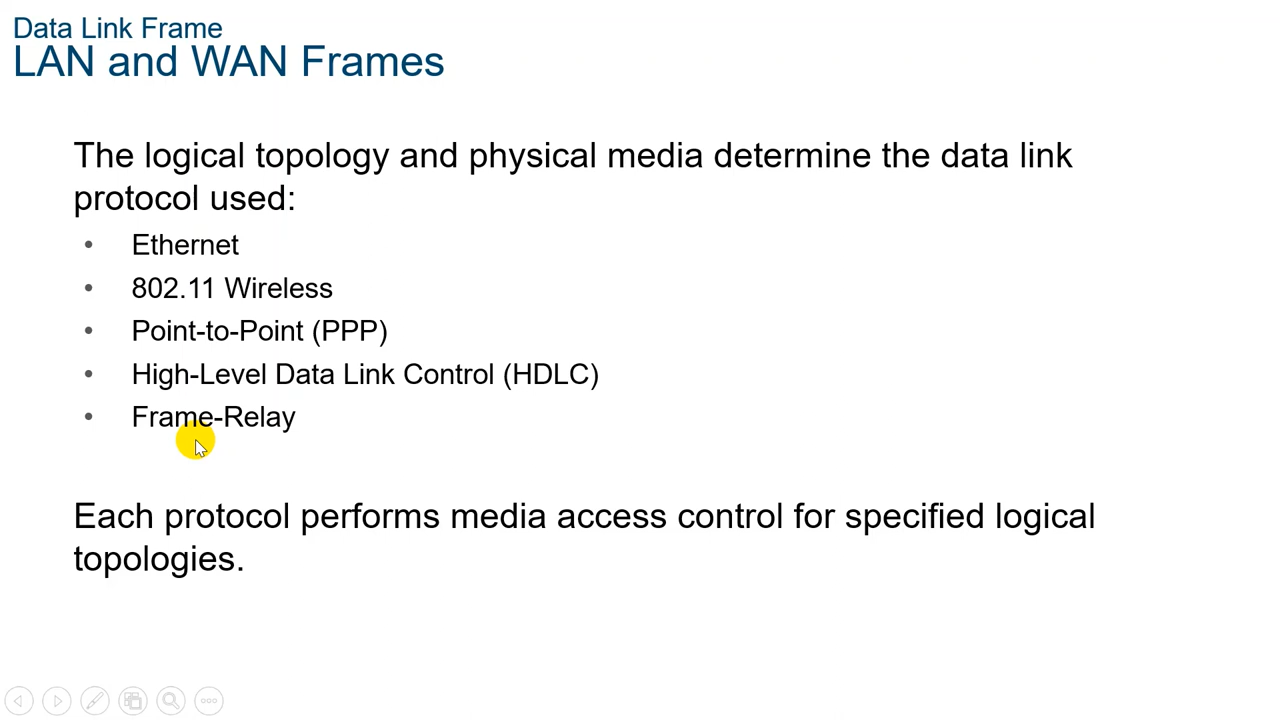 Data Link Frame
LAN and WAN Frames
The logical topology and physical media determine the data link
protocol used:
• Ethernet
• 802.11 Wireless
• Point-to-Point (PPP)
• High-Level Data Link Control (HDLC)
• Frame-Relay
Each protocol performs media access control for specified logical
topologies.